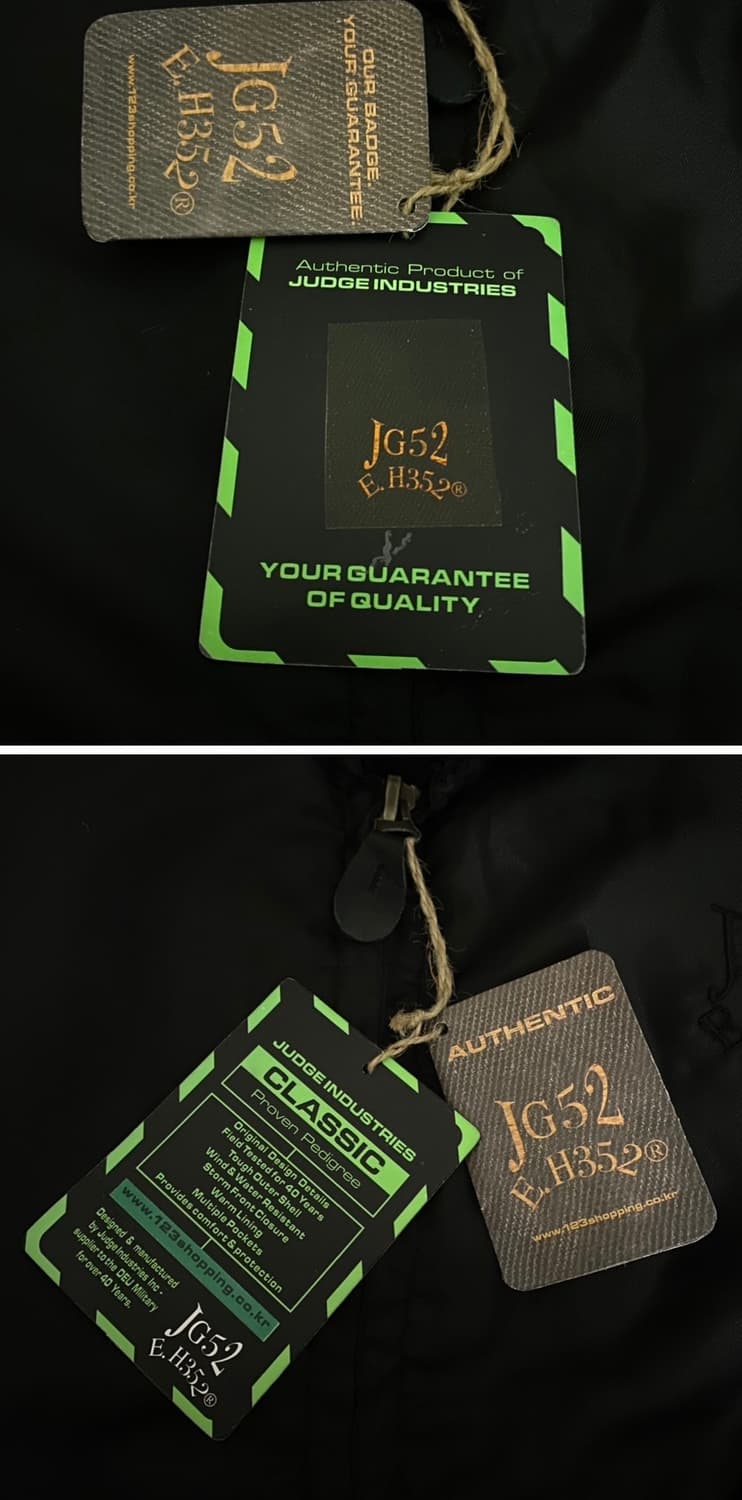 OUR BADGE.
YOUR GUARANTEE.
JG52
E.H352®
www.123shopping.co.kr
Authentic Product of
JUDGE INDUSTRIES
JG52
E.H352®
YOUR GUARANTEE
OF QUALITY
JUDGE INDUSTRIES
CLASSIC
Proven Pedigree
Original Design Details
Field Tested for 40 Years
Tough Outer Shell
Wind & Water Resistant
Storm Front Closure
Warm Lining
Multiple Pockets
Provides comfort & protection
www.123shopping.co.kr
Designed & manufactured
by Judge Industries Inc -
supplier to the DEU Military
for over 40 Years.
JG52
E.H352®
AUTHENTIC
JG52
E.H352®
www.123shopping.co.kr